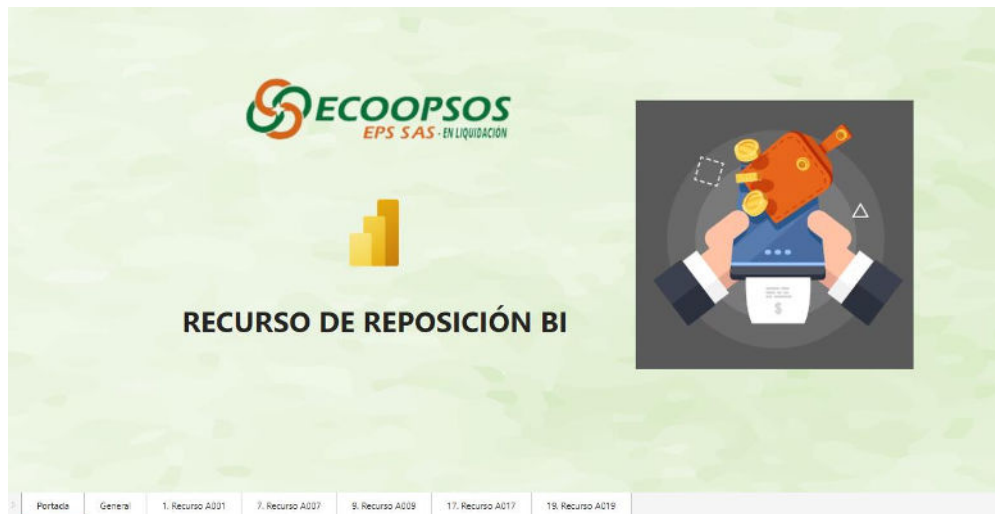 ECOOPSOS
EPS SAS - EN LIQUIDACIÓN
RECURSO DE REPOSICIÓN BI
$
Portada General 1. Recurso A001 7. Recurso A007 9. Recurso A009 17. Recurso A017 19. Recurso A019